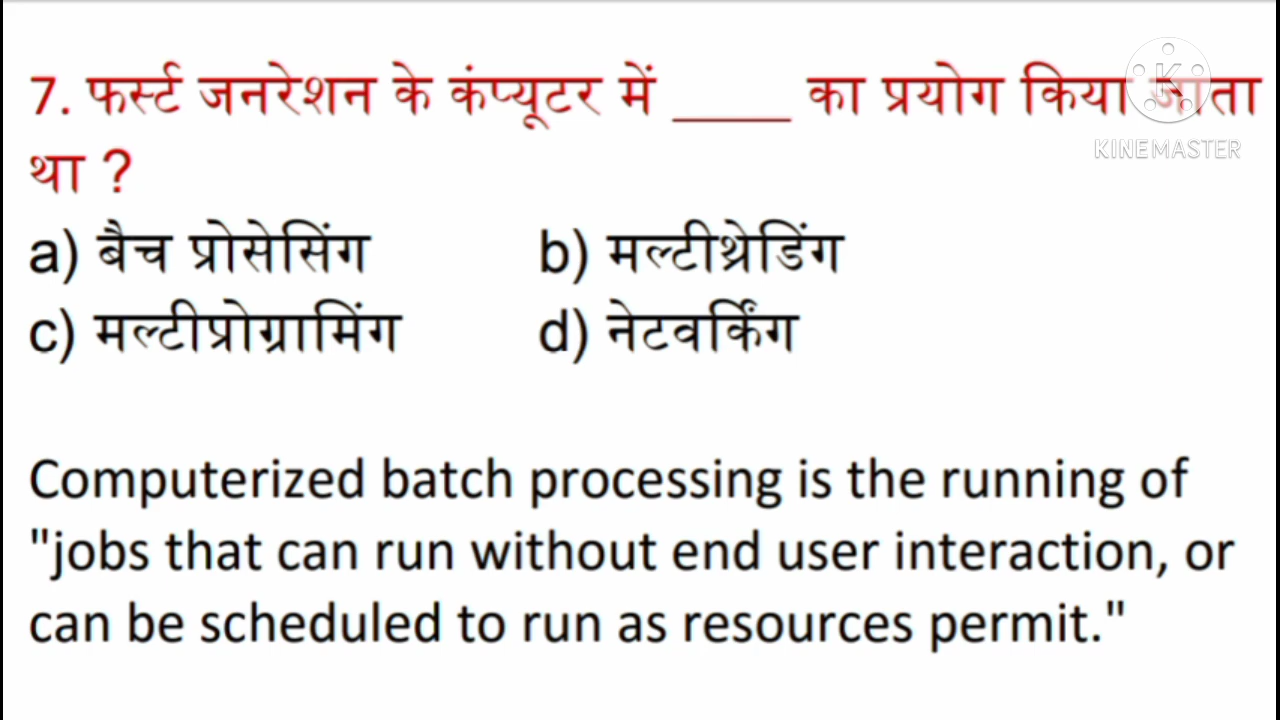 7. फर्स्ट जनरेशन के कंप्यूटर में ____ का प्रयोग किया जाता
था ?
a) बैच प्रोसेसिंग b) मल्टीथ्रेडिंग
c) मल्टीप्रोग्रामिंग d) नेटवर्किंग
Computerized batch processing is the running of
"jobs that can run without end user interaction, or
can be scheduled to run as resources permit."
K
KINEMASTER